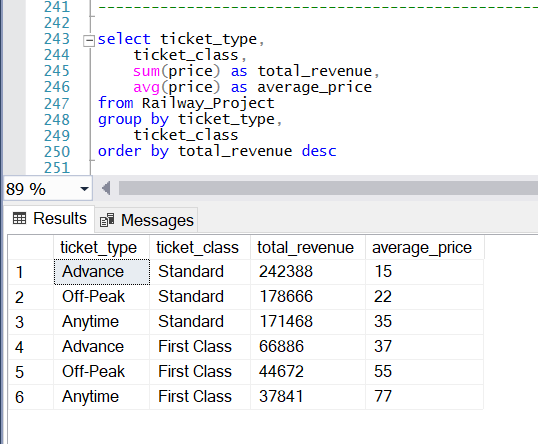 241 --------------------------------------------------
242
243 select ticket_type,
244     ticket_class,
245     sum(price) as total_revenue,
246     avg(price) as average_price
247 from Railway_Project
248 group by ticket_type,
249     ticket_class
250 order by total_revenue desc
251
89 %
Results Messages
ticket_type ticket_class total_revenue average_price
1 Advance Standard 242388 15
2 Off-Peak Standard 178666 22
3 Anytime Standard 171468 35
4 Advance First Class 66886 37
5 Off-Peak First Class 44672 55
6 Anytime First Class 37841 77